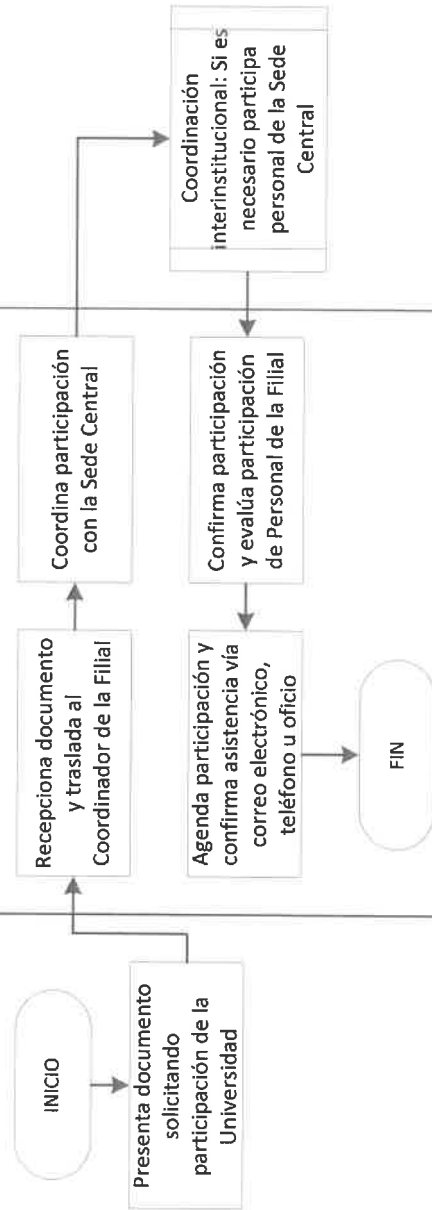 INICIO
Presenta documento
solicitando
participación de la
Universidad
Recepciona documento
y traslada al
Coordinador de la Filial
Coordina participación
con la Sede Central
Coordinación
interinstitucional: Si es
necesario participa
personal de la Sede
Central
Confirma participación
y evalúa participación
de Personal de la Filial
Agenda participación y
confirma asistencia vía
correo electrónico,
teléfono u oficio
FIN